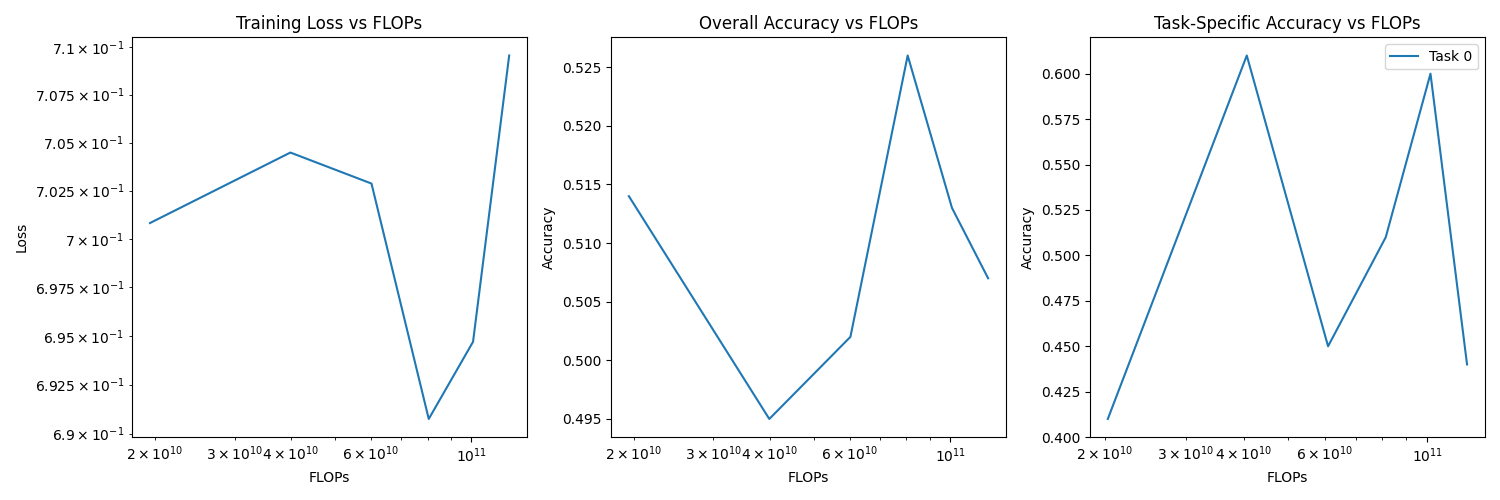 Training Loss vs FLOPs
7.1 × 10⁻¹
7.075 × 10⁻¹
7.05 × 10⁻¹
7.025 × 10⁻¹
7 × 10⁻¹
6.975 × 10⁻¹
6.95 × 10⁻¹
6.925 × 10⁻¹
6.9 × 10⁻¹
Loss
2 × 10¹⁰ 3 × 10¹⁰ 4 × 10¹⁰ 6 × 10¹⁰ 10¹¹
FLOPs
Overall Accuracy vs FLOPs
0.525
0.520
0.515
0.510
0.505
0.500
0.495
Accuracy
2 × 10¹⁰ 3 × 10¹⁰ 4 × 10¹⁰ 6 × 10¹⁰ 10¹¹
FLOPs
Task-Specific Accuracy vs FLOPs
Task 0
0.600
0.575
0.550
0.525
0.500
0.475
0.450
0.425
0.400
Accuracy
2 × 10¹⁰ 3 × 10¹⁰ 4 × 10¹⁰ 6 × 10¹⁰ 10¹¹
FLOPs